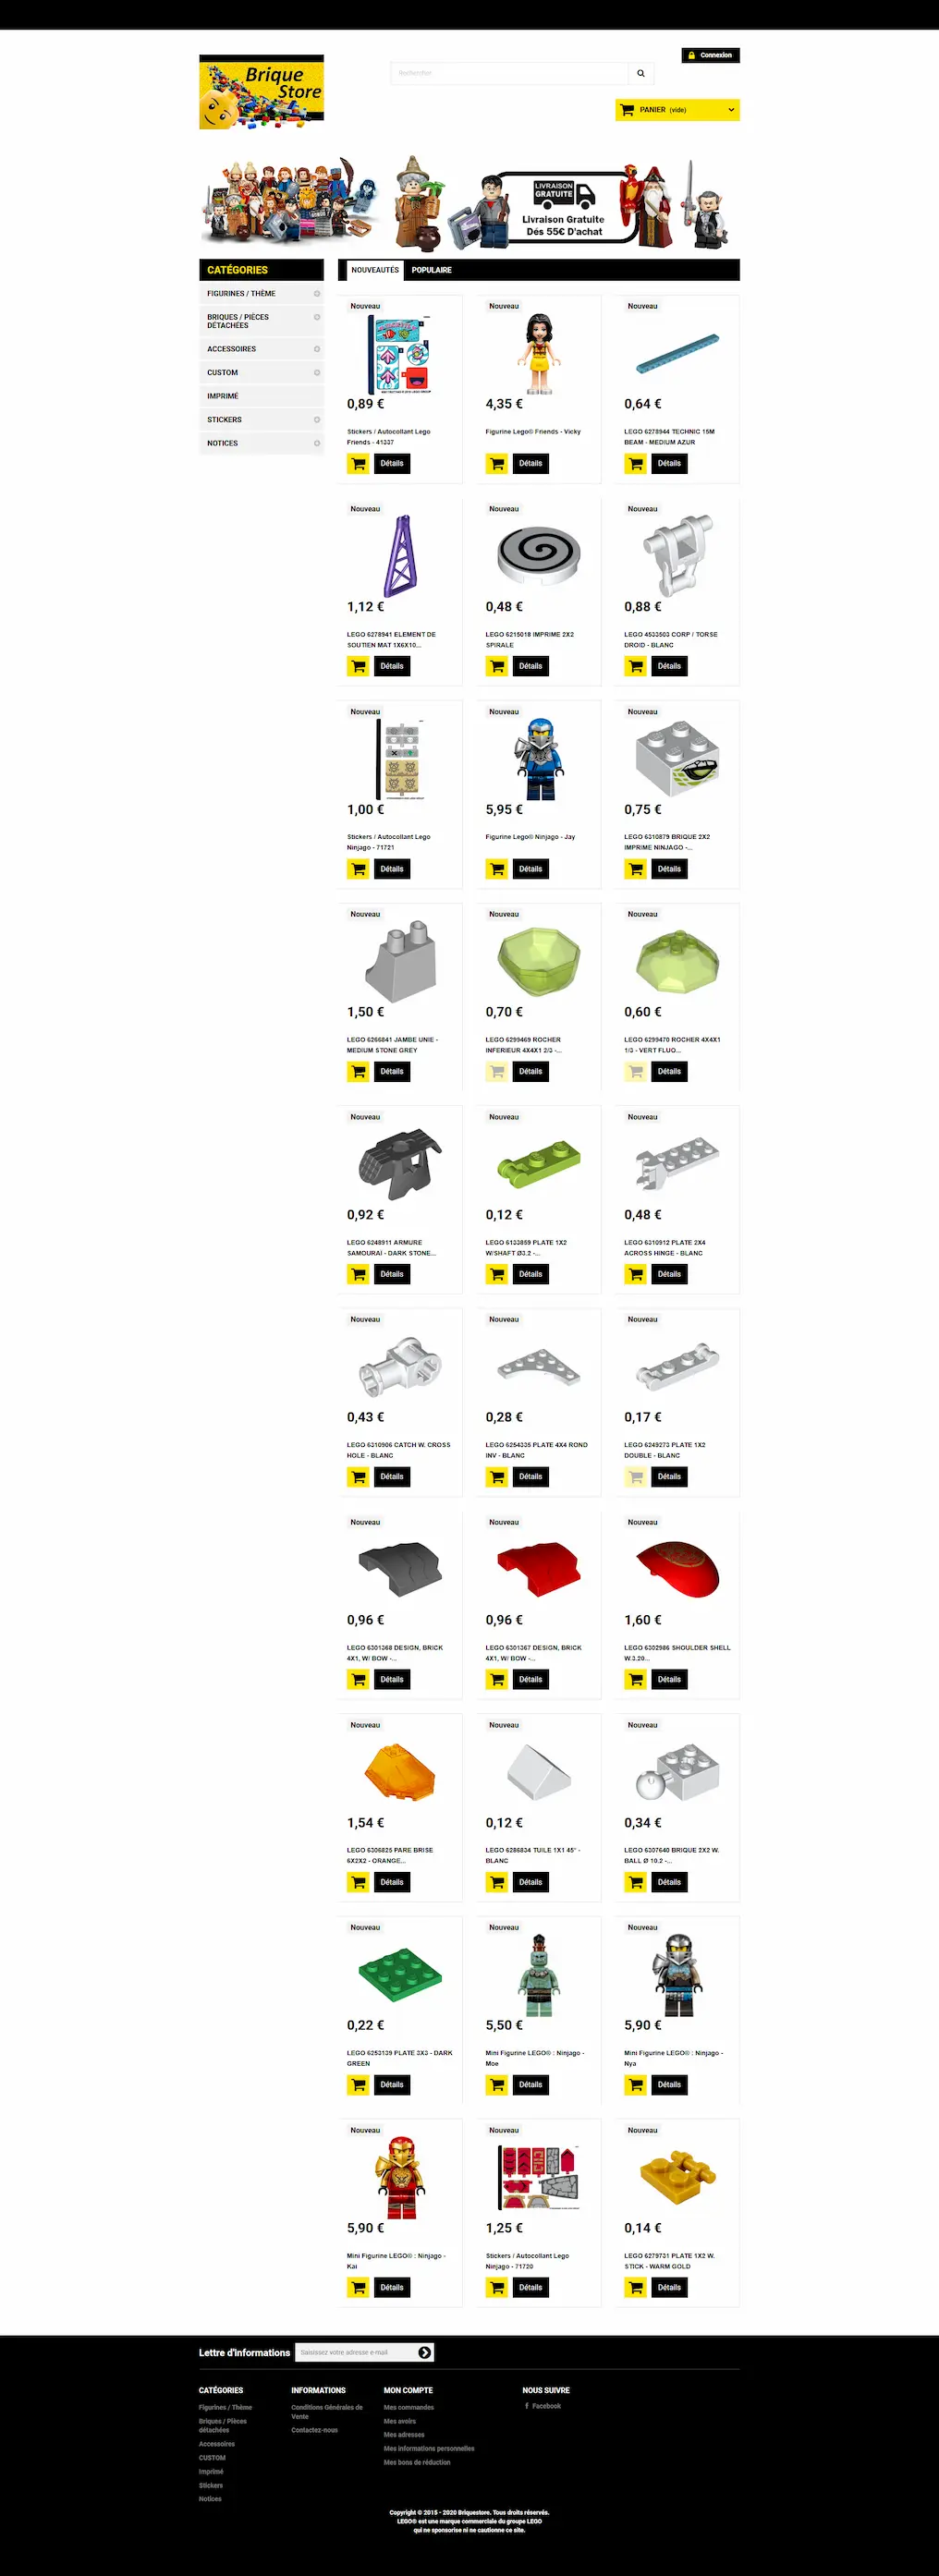 Connexion
Brique
Store
Rechercher
PANIER (vide)
LIVRAISON
GRATUITE
Livraison Gratuite
Dés 55€ D'achat
CATÉGORIES
NOUVEAUTÉS
POPULAIRE
FIGURINES / THÈME
BRIQUES / PIÈCES
DÉTACHÉES
ACCESSOIRES
CUSTOM
IMPRIMÉ
STICKERS
NOTICES
Nouveau
0,89 €
Stickers / Autocollant Lego
Friends - 41337
Détails
Nouveau
4,35 €
Figurine Lego® Friends - Vicky
Détails
Nouveau
0,64 €
LEGO 6278944 TECHNIC 15M
BEAM - MEDIUM AZUR
Détails
Nouveau
1,12 €
LEGO 6278941 ELEMENT DE
SOUTIEN MAT 1X6X10...
Détails
Nouveau
0,48 €
LEGO 6215018 IMPRIME 2X2
SPIRALE
Détails
Nouveau
0,88 €
LEGO 4533503 CORP / TORSE
DROID - BLANC
Détails
Nouveau
1,00 €
Stickers / Autocollant Lego
Ninjago - 71721
Détails
Nouveau
5,95 €
Figurine Lego® Ninjago - Jay
Détails
Nouveau
0,75 €
LEGO 6310879 BRIQUE 2X2
IMPRIME NINJAGO -...
Détails
Nouveau
1,50 €
LEGO 6266841 JAMBE UNIE -
MEDIUM STONE GREY
Détails
Nouveau
0,70 €
LEGO 6299469 ROCHER
INFERIEUR 4X4X1 2/3 -...
Détails
Nouveau
0,60 €
LEGO 6299470 ROCHER 4X4X1
1/3 - VERT FLUO...
Détails
Nouveau
0,92 €
LEGO 6248911 ARMURE
SAMOURAI - DARK STONE...
Détails
Nouveau
0,12 €
LEGO 6133859 PLATE 1X2
W/SHAFT Ø3.2 -...
Détails
Nouveau
0,48 €
LEGO 6310912 PLATE 2X4
ACROSS HINGE - BLANC
Détails
Nouveau
0,43 €
LEGO 6310906 CATCH W. CROSS
HOLE - BLANC
Détails
Nouveau
0,28 €
LEGO 6254335 PLATE 4X4 ROND
INV - BLANC
Détails
Nouveau
0,17 €
LEGO 6249273 PLATE 1X2
DOUBLE - BLANC
Détails
Nouveau
0,96 €
LEGO 6301368 DESIGN, BRICK
4X1, W/ BOW -...
Détails
Nouveau
0,96 €
LEGO 6301367 DESIGN, BRICK
4X1, W/ BOW -...
Détails
Nouveau
1,60 €
LEGO 6302986 SHOULDER SHELL
W.3.20...
Détails
Nouveau
1,54 €
LEGO 6306825 PARE BRISE
6X2X2 - ORANGE...
Détails
Nouveau
0,12 €
LEGO 6286834 TUILE 1X1 45° -
BLANC
Détails
Nouveau
0,34 €
LEGO 6307640 BRIQUE 2X2 W.
BALL Ø 10.2 -...
Détails
Nouveau
0,22 €
LEGO 6253139 PLATE 3X3 - DARK
GREEN
Détails
Nouveau
5,50 €
Mini Figurine LEGO® : Ninjago -
Moe
Détails
Nouveau
5,90 €
Mini Figurine LEGO® : Ninjago -
Nya
Détails
Nouveau
5,90 €
Mini Figurine LEGO® : Ninjago -
Kai
Détails
Nouveau
1,25 €
Stickers / Autocollant Lego
Ninjago - 71720
Détails
Nouveau
0,14 €
LEGO 6279731 PLATE 1X2 W.
STICK - WARM GOLD
Détails
Lettre d'informations
Saisissez votre adresse e-mail
CATÉGORIES
Figurines / Thème
Briques / Pièces
détachées
Accessoires
CUSTOM
Imprimé
Stickers
Notices
INFORMATIONS
Conditions Générales de
Vente
Contactez-nous
MON COMPTE
Mes commandes
Mes avoirs
Mes adresses
Mes informations personnelles
Mes bons de réduction
NOUS SUIVRE
Facebook
Copyright © 2015 - 2020 Briquestore. Tous droits réservés.
LEGO® est une marque commerciale du groupe LEGO
qui ne sponsorise ni ne cautionne ce site.